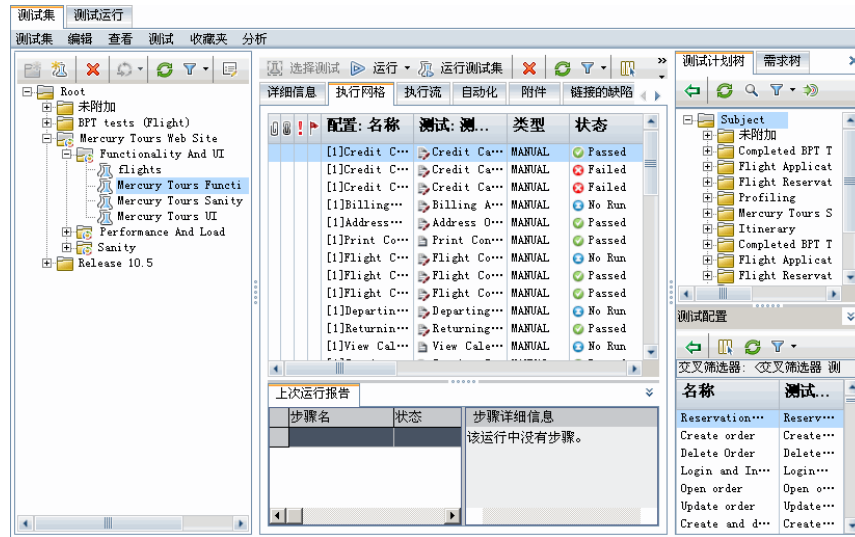 测试集 测试运行
测试集 编辑 查看 测试 收藏夹 分析
Root
未附加
BPT tests (Flight)
Mercury Tours Web Site
Functionality And UI
flights
Mercury Tours Functi
Mercury Tours Sanity
Mercury Tours UI
Performance And Load
Sanity
Release 10.5
选择测试 运行 运行测试集 »
详细信息 执行网格 执行流 自动化 附件 链接的缺陷
配置: 名称 测试: 测... 类型 状态
[1]Credit C... Credit Ca... MANUAL Passed
[1]Credit C... Credit Ca... MANUAL Failed
[1]Credit C... Credit Ca... MANUAL Failed
[1]Billing... Billing A... MANUAL No Run
[1]Address... Address O... MANUAL Passed
[1]Print Co... Print Con... MANUAL Passed
[1]Flight C... Flight Co... MANUAL No Run
[1]Flight C... Flight Co... MANUAL Passed
[1]Flight C... Flight Co... MANUAL Passed
[1]Departin... Departing... MANUAL No Run
[1]Returnin... Returning... MANUAL Passed
[1]View Cal... View Cale... MANUAL No Run
上次运行报告
步骤名 状态 步骤详细信息
该运行中没有步骤。
测试计划树 需求树
Subject
未附加
Completed BPT T
Flight Applicat
Flight Reservat
Profiling
Mercury Tours S
Itinerary
Completed BPT T
Flight Applicat
Flight Reservat
测试配置
交叉筛选器: <交叉筛选器 测
名称 测试...
Reservation... Reserv...
Create order Create...
Delete Order Delete...
Login and In... Login...
Open order Open o...
Update order Update...
Create and d... Create...